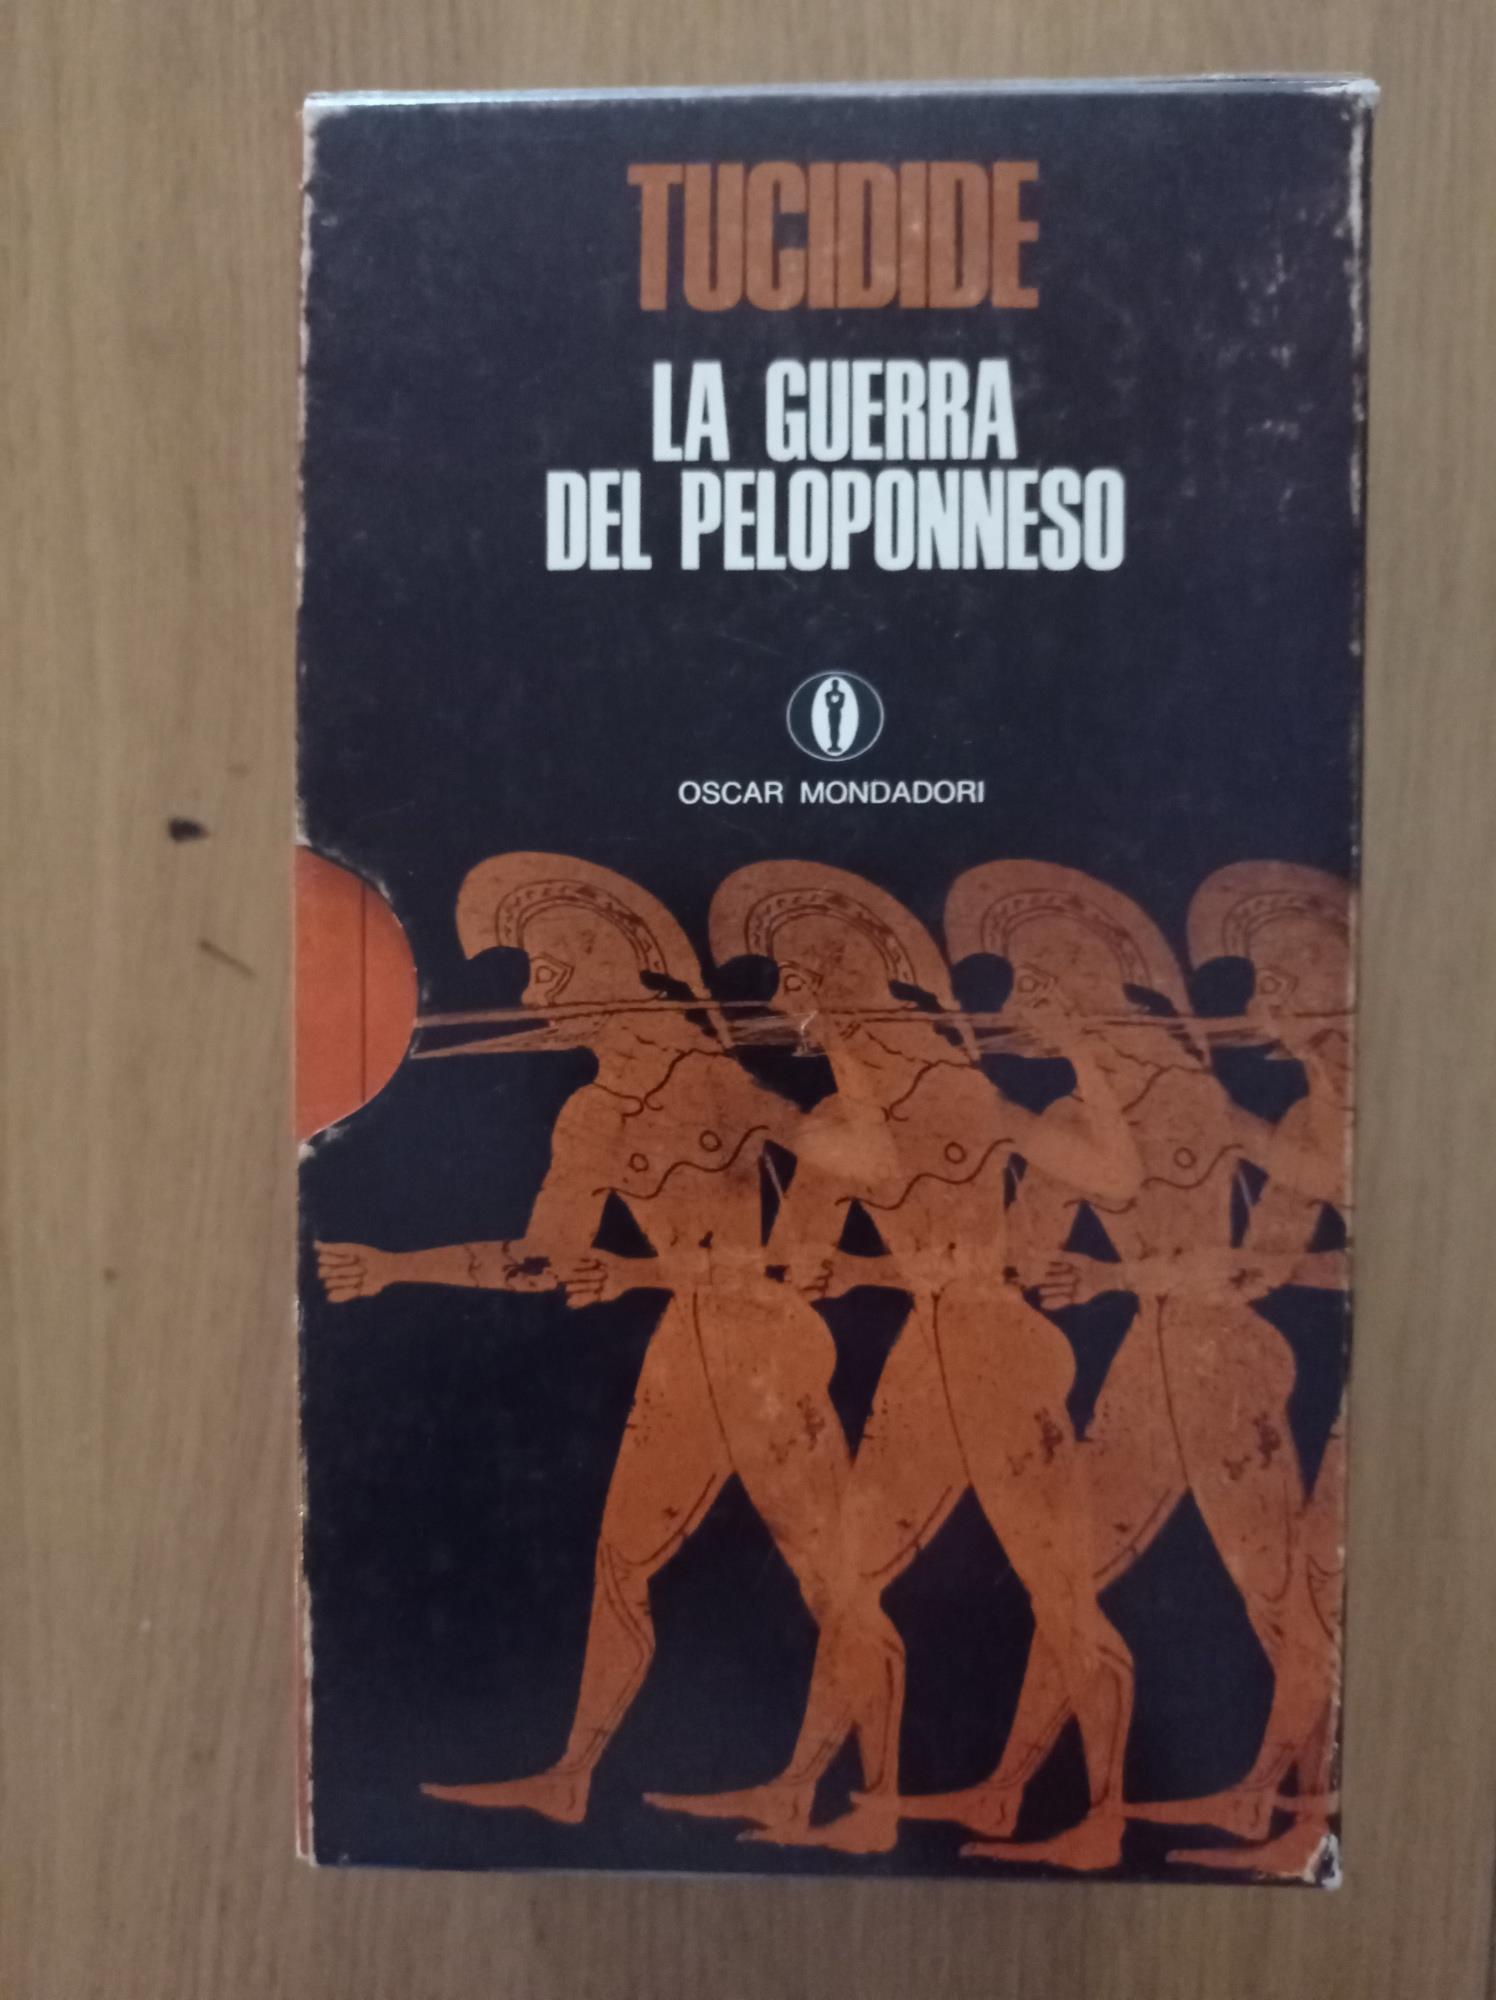 TUCIDIDE
LA GUERRA
DEL PELOPONNESO
OSCAR MONDADORI